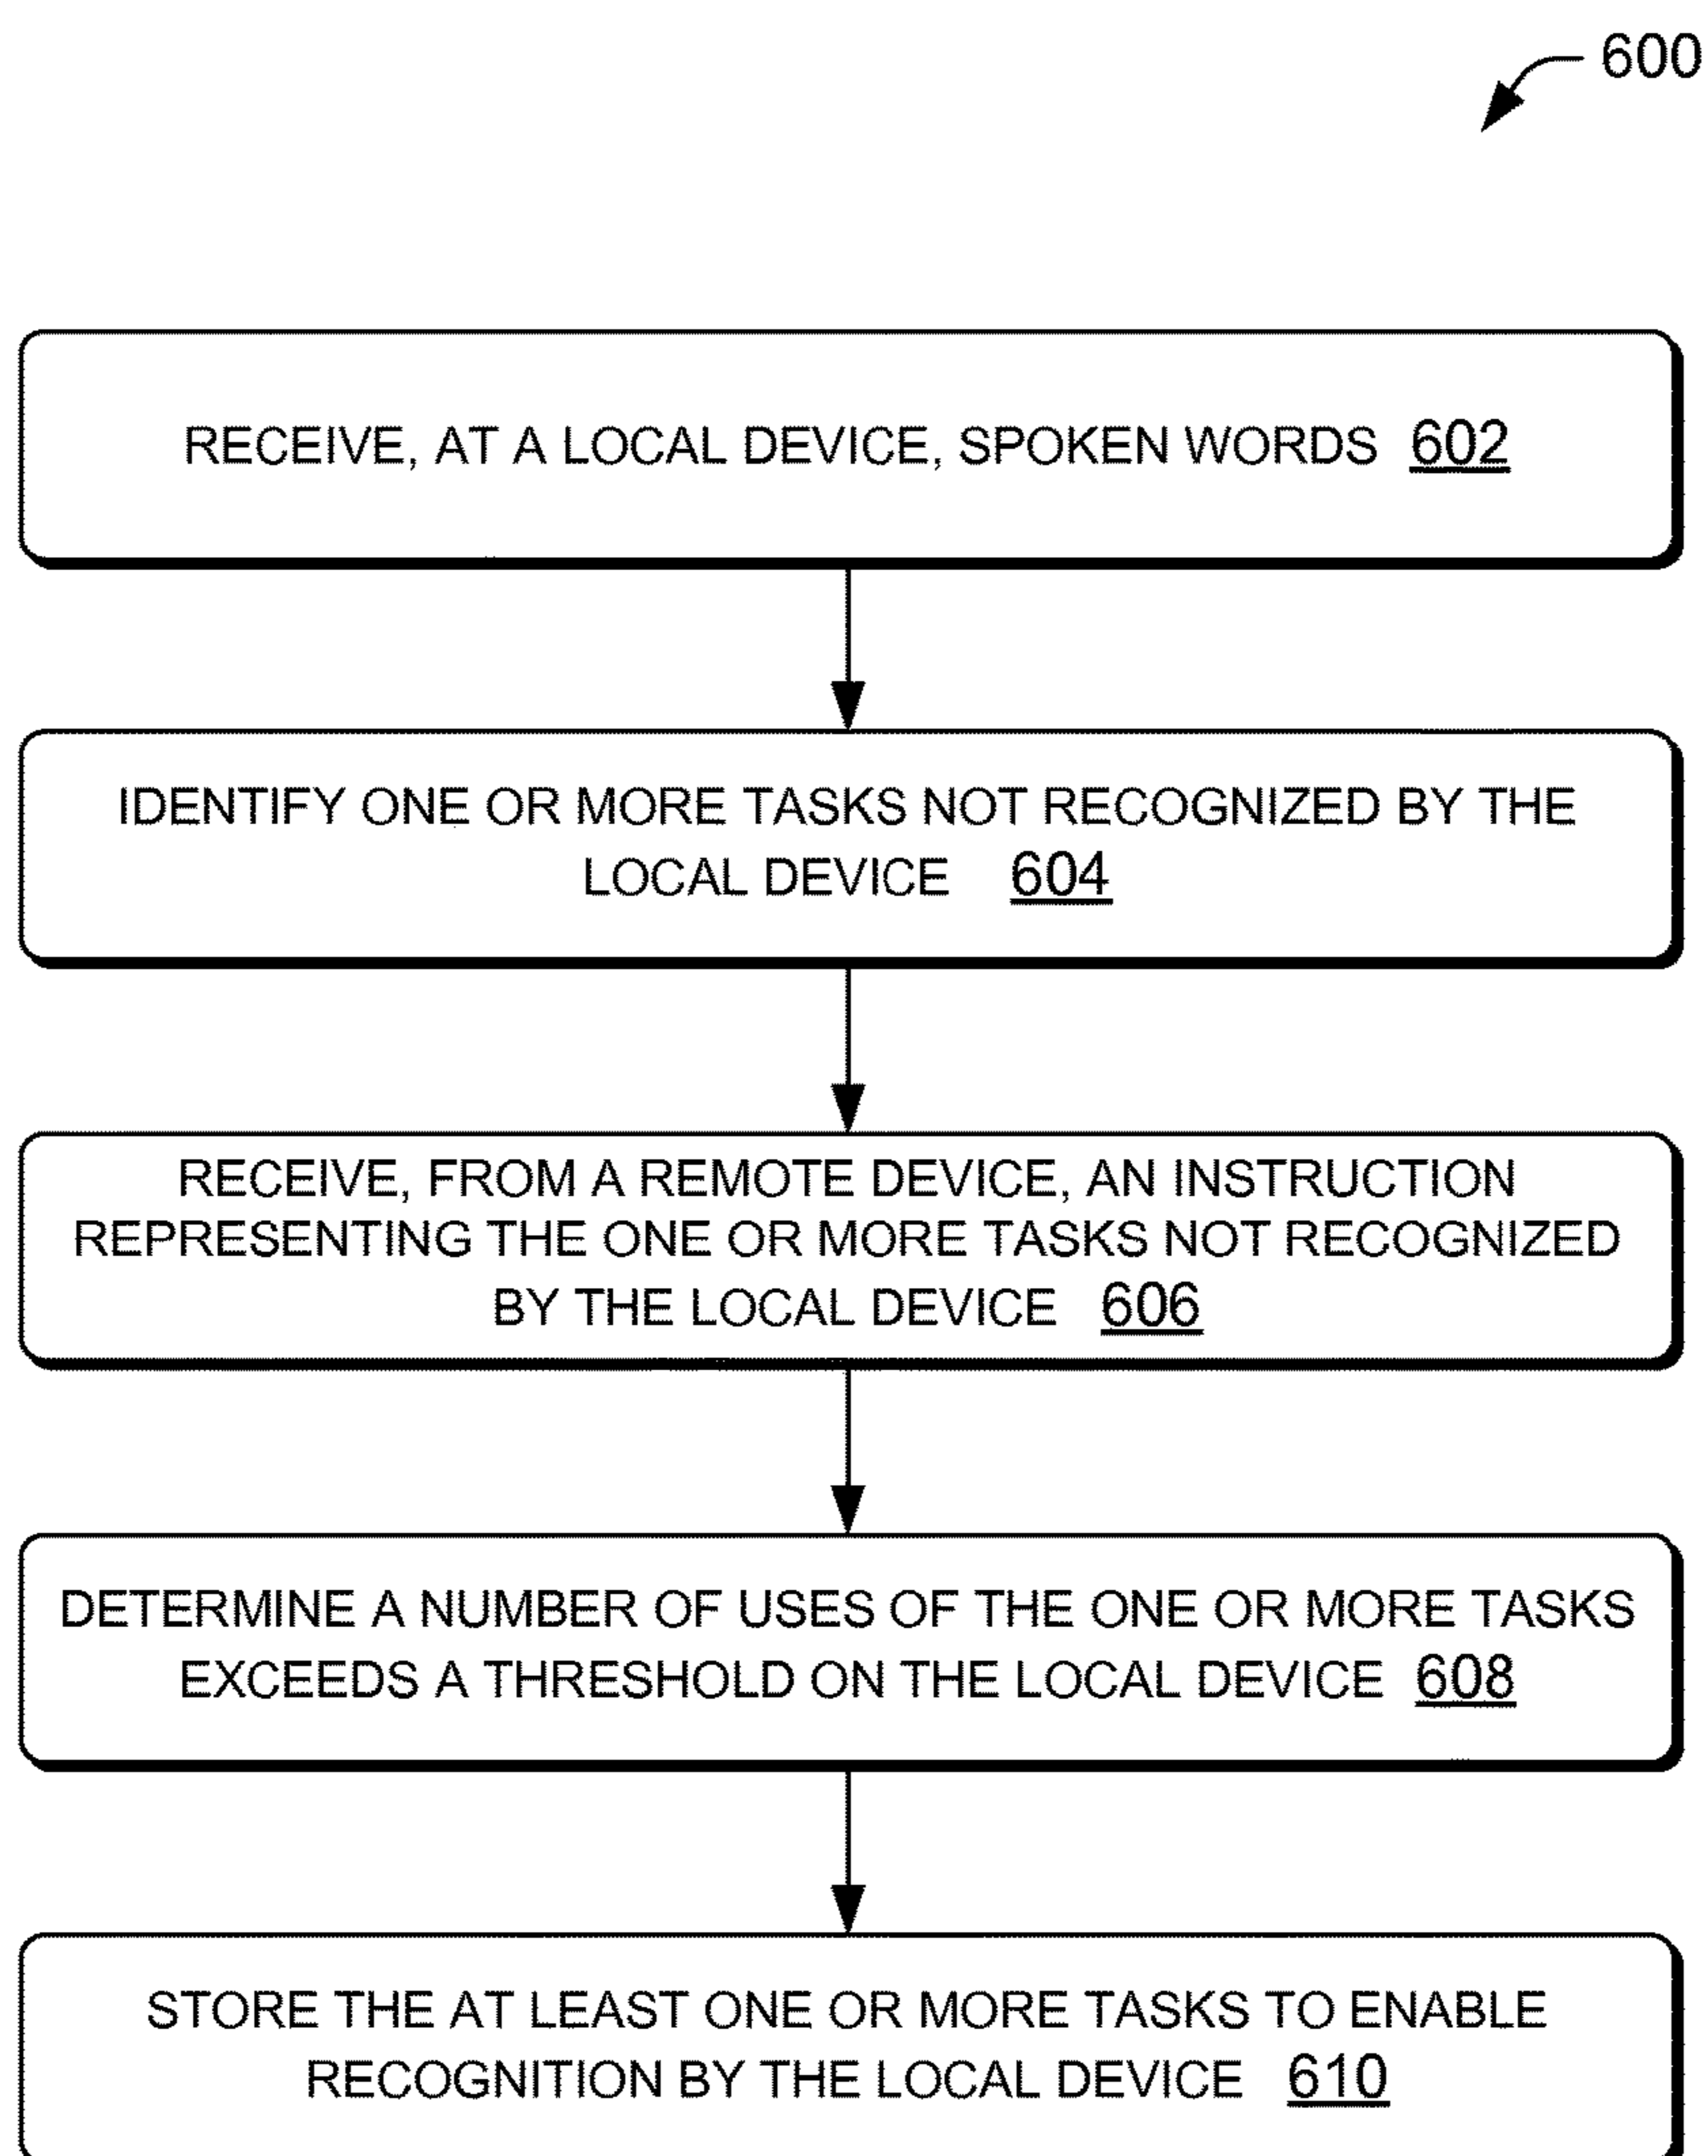 600
RECEIVE, AT A LOCAL DEVICE, SPOKEN WORDS 602
IDENTIFY ONE OR MORE TASKS NOT RECOGNIZED BY THE
LOCAL DEVICE 604
RECEIVE, FROM A REMOTE DEVICE, AN INSTRUCTION
REPRESENTING THE ONE OR MORE TASKS NOT RECOGNIZED
BY THE LOCAL DEVICE 606
DETERMINE A NUMBER OF USES OF THE ONE OR MORE TASKS
EXCEEDS A THRESHOLD ON THE LOCAL DEVICE 608
STORE THE AT LEAST ONE OR MORE TASKS TO ENABLE
RECOGNITION BY THE LOCAL DEVICE 610